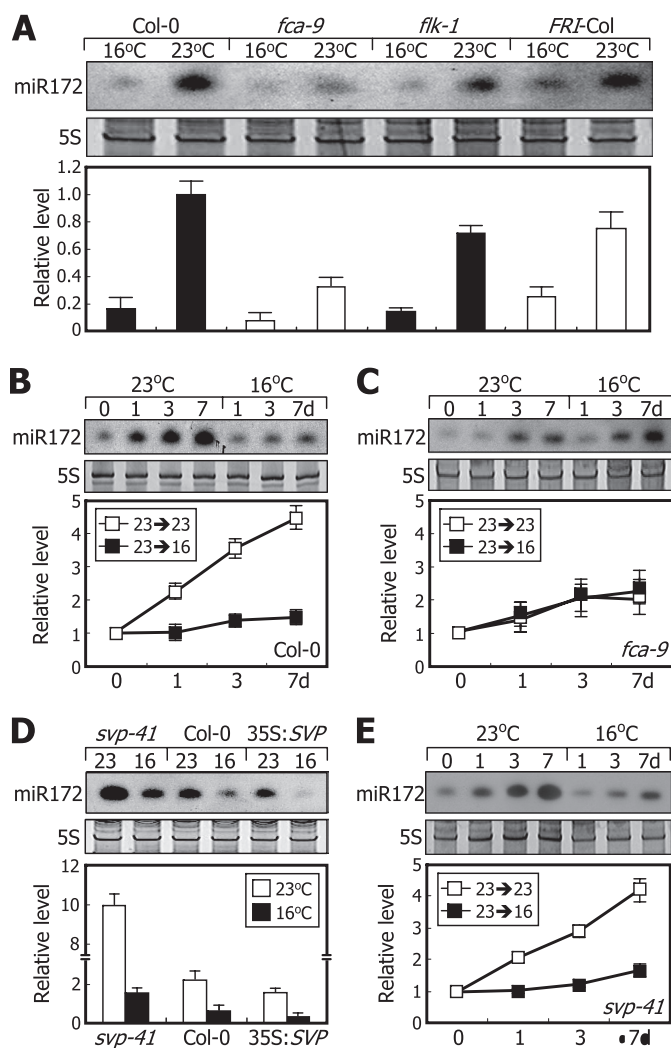 A
Col-0 fca-9 flk-1 FRI-Col
16°C 23°C 16°C 23°C 16°C 23°C 16°C 23°C
miR172
5S
1.2
1.0
0.8
0.6
0.4
0.2
0
Relative level
B
23°C 16°C
0 1 3 7 1 3 7d
miR172
5S
5
4
3
2
1
0
Relative level
23→23
23→16
Col-0
0 1 3 7d
C
23°C 16°C
0 1 3 7 1 3 7d
miR172
5S
5
4
3
2
1
0
Relative level
23→23
23→16
fca-9
0 1 3 7d
D
svp-41 Col-0 35S:SVP
23 16 23 16 23 16
miR172
5S
12
10
8
2
0
Relative level
23°C
16°C
svp-41 Col-0 35S:SVP
E
23°C 16°C
0 1 3 7 1 3 7d
miR172
5S
5
4
3
2
1
0
Relative level
23→23
23→16
svp-41
0 1 3 7d